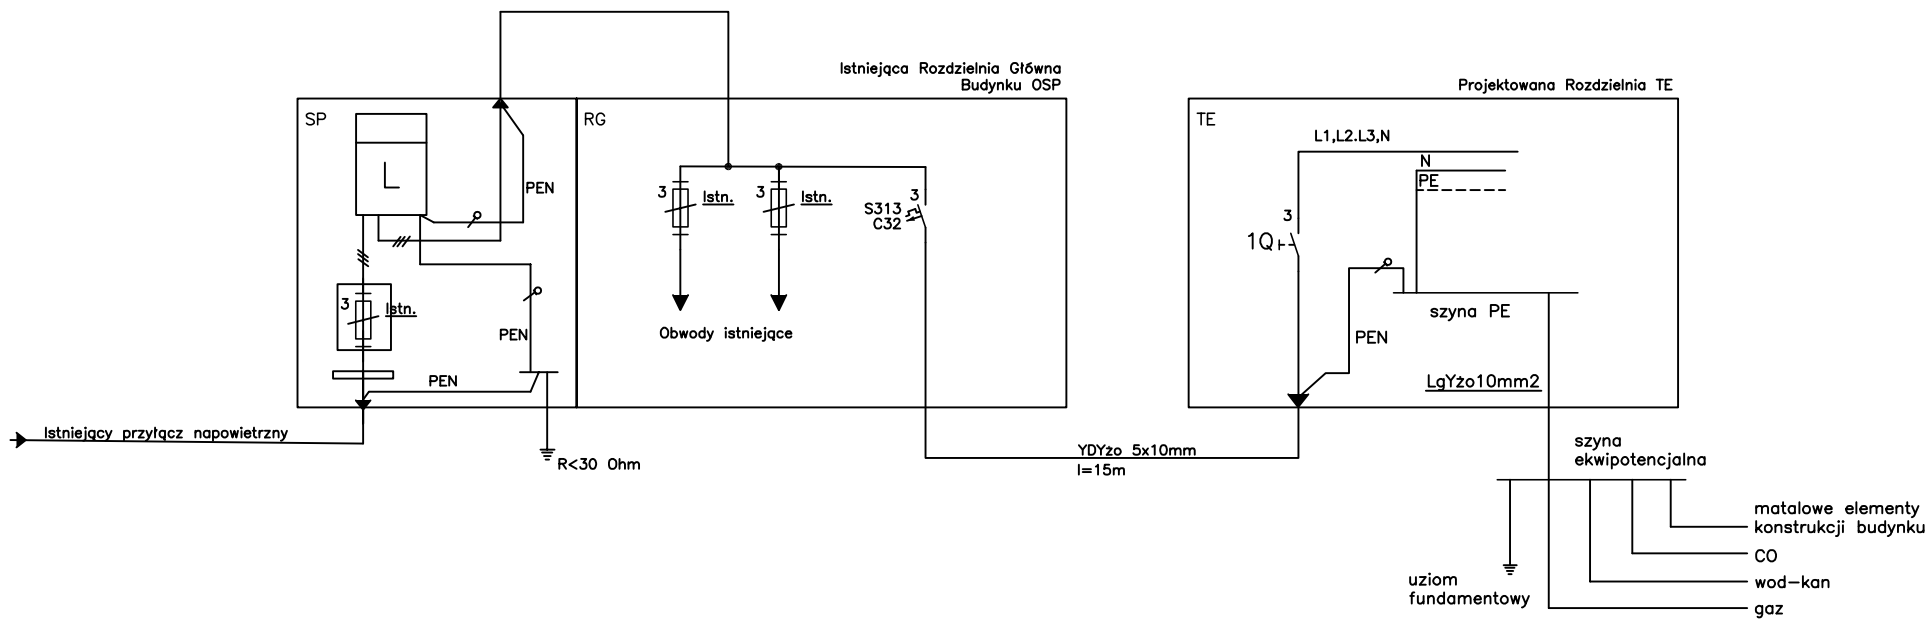 Istniejąca Rozdzielnia Główna
Budynku OSP
Projektowana Rozdzielnia TE
SP
RG
TE
L
PEN
3
Istn.
3
Istn.
3
S313
C32
L1,L2.L3,N
N
PE
3
1Q
3
Istn.
PEN
PEN
Obwody istniejące
szyna PE
PEN
LgYżo10mm2
Istniejący przyłącz napowietrzny
R<30 Ohm
YDYżo 5x10mm
l=15m
szyna
ekwipotencjalna
matalowe elementy
konstrukcji budynku
CO
wod-kan
gaz
uziom
fundamentowy